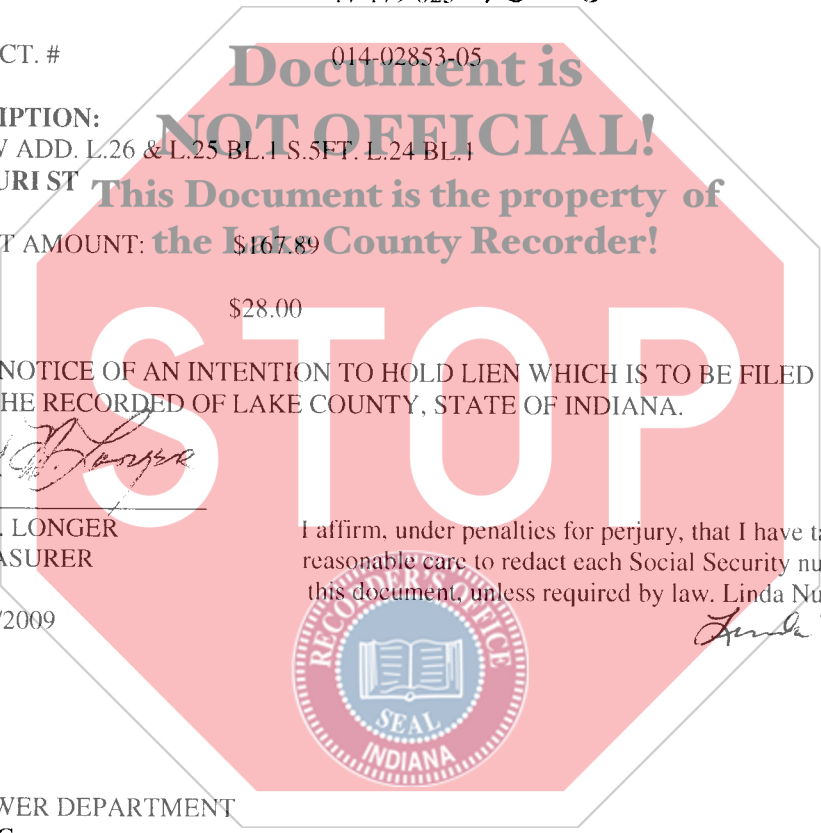 CT. # 014-02853-05
Document is
IPTION:
NOT OFFICIAL!
ADD. L.26 & L.25 BL.1 S.5FT. L.24 BL.1
URI ST
This Document is the property of
T AMOUNT: $167.89
the Lake County Recorder!
$28.00
STOP
NOTICE OF AN INTENTION TO HOLD LIEN WHICH IS TO BE FILED
HE RECORDED OF LAKE COUNTY, STATE OF INDIANA.
. LONGER
ASURER
I affirm, under penalties for perjury, that I have ta
reasonable care to redact each Social Security nu
this document, unless required by law. Linda Nu
/2009
Linda
RECORDER'S OFFICE
SEAL
INDIANA
WER DEPARTMENT